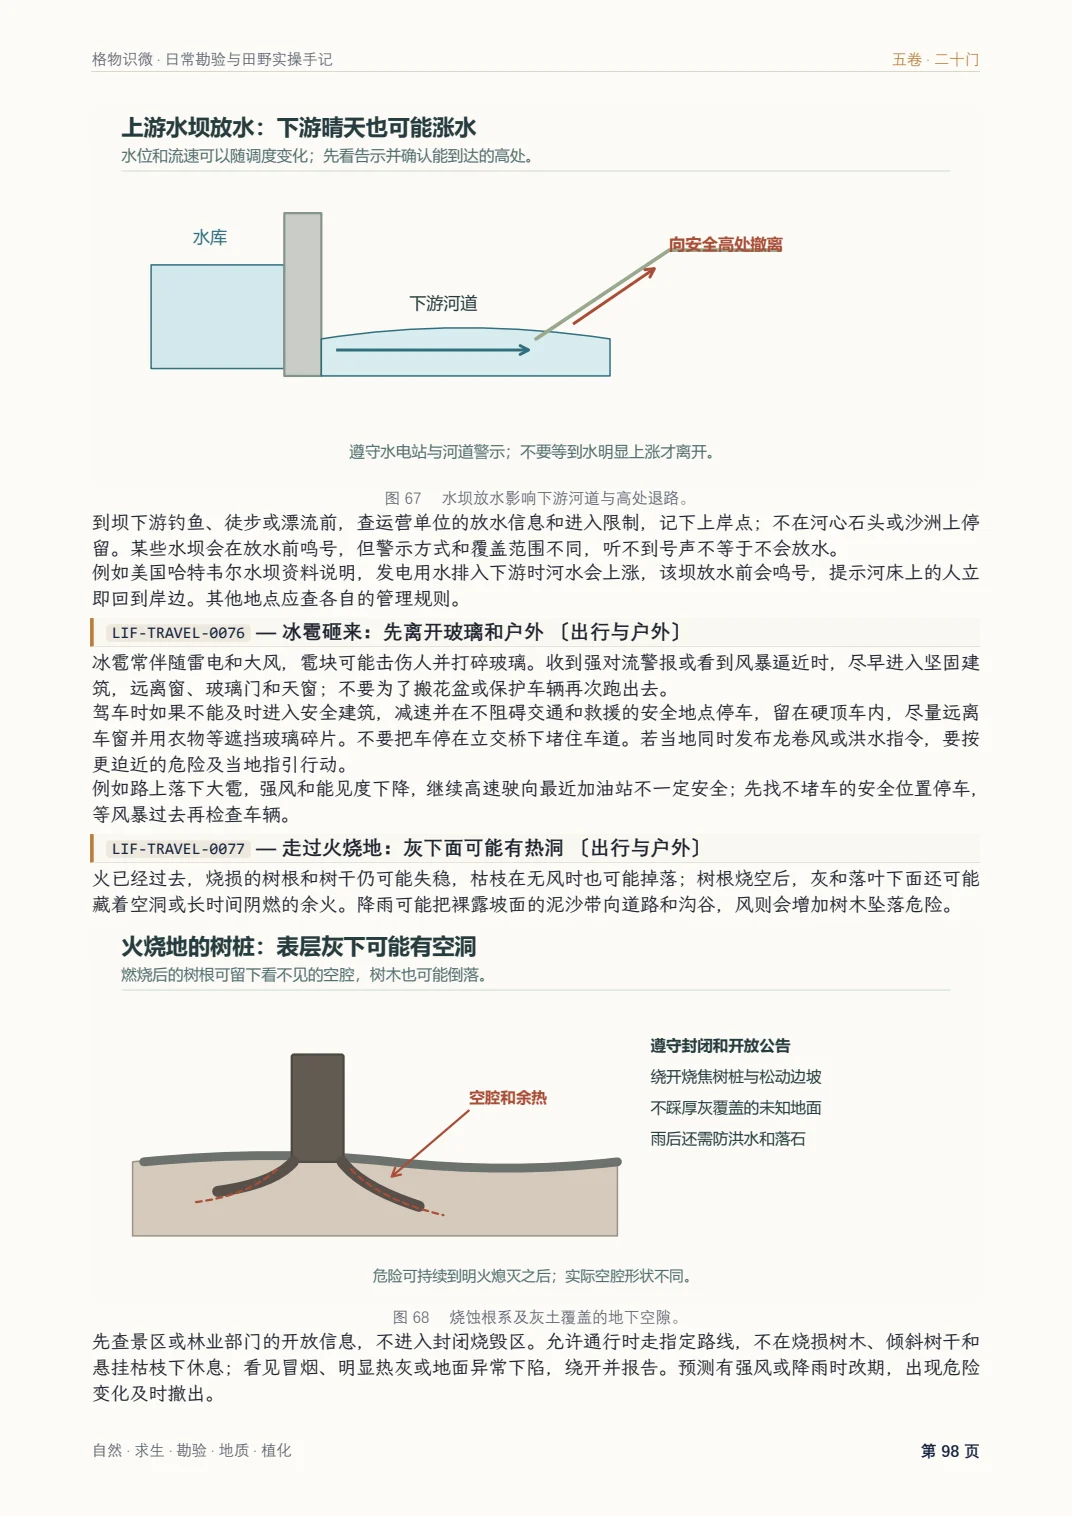 格物识微 · 日常勘验与田野实操手记
五卷 · 二十门
上游水坝放水：下游晴天也可能涨水
水位和流速可以随调度变化；先看告示并确认能到达的高处。
水库
向安全高处撤离
下游河道
遵守水电站与河道警示；不要等到水明显上涨才离开。
图 67 水坝放水影响下游河道与高处退路。
到坝下游钓鱼、徒步或漂流前，查运营单位的放水信息和进入限制，记下上岸点；不在河心石头或沙洲上停
留。某些水坝会在放水前鸣号，但警示方式和覆盖范围不同，听不到号声不等于不会放水。
例如美国哈特韦尔水坝资料说明，发电用水排入下游时河水会上涨，该坝放水前会鸣号，提示河床上的人立
即回到岸边。其他地点应查各自的管理规则。
LIF-TRAVEL-0076 — 冰雹砸来：先离开玻璃和户外 〔出行与户外〕
冰雹常伴随雷电和大风，雹块可能击伤人并打碎玻璃。收到强对流警报或看到风暴逼近时，尽早进入坚固建
筑，远离窗、玻璃门和天窗；不要为了搬花盆或保护车辆再次跑出去。
驾车时如果不能及时进入安全建筑，减速并在不阻碍交通和救援的安全地点停车，留在硬顶车内，尽量远离
车窗并用衣物等遮挡玻璃碎片。不要把车停在立交桥下堵住车道。若当地同时发布龙卷风或洪水指令，要按
更迫近的危险及当地指引行动。
例如路上落下大雹，强风和能见度下降，继续高速驶向最近加油站不一定安全；先找不堵车的安全位置停车，
等风暴过去再检查车辆。
LIF-TRAVEL-0077 — 走过火烧地：灰下面可能有热洞 〔出行与户外〕
火已经过去，烧损的树根和树干仍可能失稳，枯枝在无风时也可能掉落；树根烧空后，灰和落叶下面还可能
藏着空洞或长时间阴燃的余火。降雨可能把裸露坡面的泥沙带向道路和沟谷，风则会增加树木坠落危险。
火烧地的树桩：表层灰下可能有空洞
燃烧后的树根可留下看不见的空腔，树木也可能倒落。
遵守封闭和开放公告
绕开烧焦树桩与松动边坡
不踩厚灰覆盖的未知地面
雨后还需防洪水和落石
空腔和余热
危险可持续到明火熄灭之后；实际空腔形状不同。
图 68 烧蚀根系及灰土覆盖的地下空隙。
先查景区或林业部门的开放信息，不进入封闭烧毁区。允许通行时走指定路线，不在烧损树木、倾斜树干和
悬挂枯枝下休息；看见冒烟、明显热灰或地面异常下陷，绕开并报告。预测有强风或降雨时改期，出现危险
变化及时撤出。
自然 · 求生 · 勘验 · 地质 · 植化
第 98 页